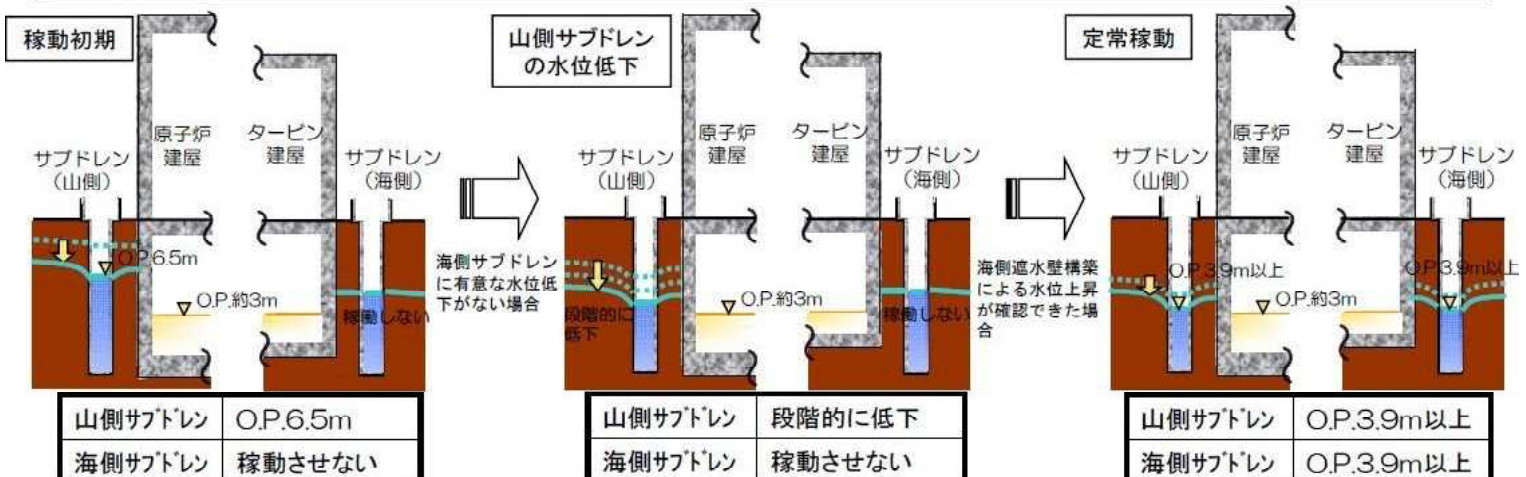 稼動初期
サブドレン
(山側)
原子炉
建屋
タービン
建屋
サブドレン
(海側)
O.P.6.5m
O.P.約3m
稼働しない
山側サブドレン O.P.6.5m
海側サブドレン 稼動させない
海側サブドレン
に有意な水位低
下がない場合
山側サブドレン
の水位低下
サブドレン
(山側)
原子炉
建屋
タービン
建屋
サブドレン
(海側)
段階的に
低下
O.P.約3m
稼働しない
山側サブドレン 段階的に低下
海側サブドレン 稼動させない
海側遮水壁構築
による水位上昇
が確認できた場
合
定常稼動
サブドレン
(山側)
原子炉
建屋
タービン
建屋
サブドレン
(海側)
O.P.3.9m以上
O.P.約3m
O.P.3.9m以上
山側サブドレン O.P.3.9m以上
海側サブドレン O.P.3.9m以上